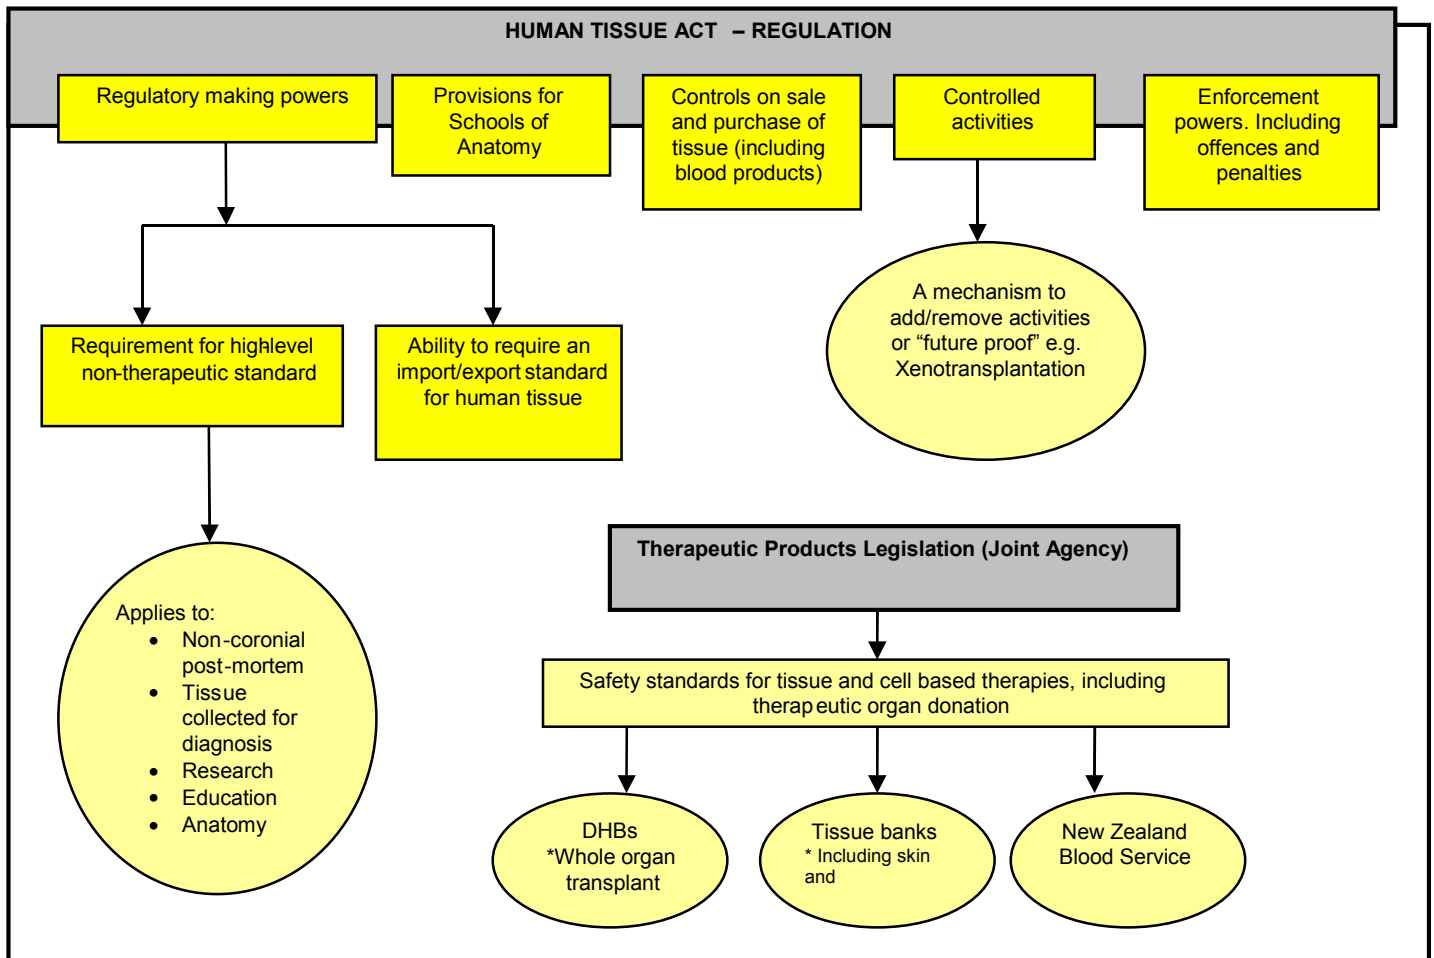 HUMAN TISSUE ACT – REGULATION
Regulatory making powers
Provisions for
Schools of
Anatomy
Controls on sale
and purchase of
tissue (including
blood products)
Controlled
activities
Enforcement
powers. Including
offences and
penalties
Requirement for high-level
non-therapeutic standard
Ability to require an
import/export standard
for human tissue
A mechanism to
add/remove activities
or “future proof” e.g.
Xenotransplantation
Applies to:
• Non-coronial
post-mortem
• Tissue
collected for
diagnosis
• Research
• Education
• Anatomy
Therapeutic Products Legislation (Joint Agency)
Safety standards for tissue and cell based therapies, including
therapeutic organ donation
DHBs
*Whole organ
transplant
Tissue banks
* Including skin
and
New Zealand
Blood Service